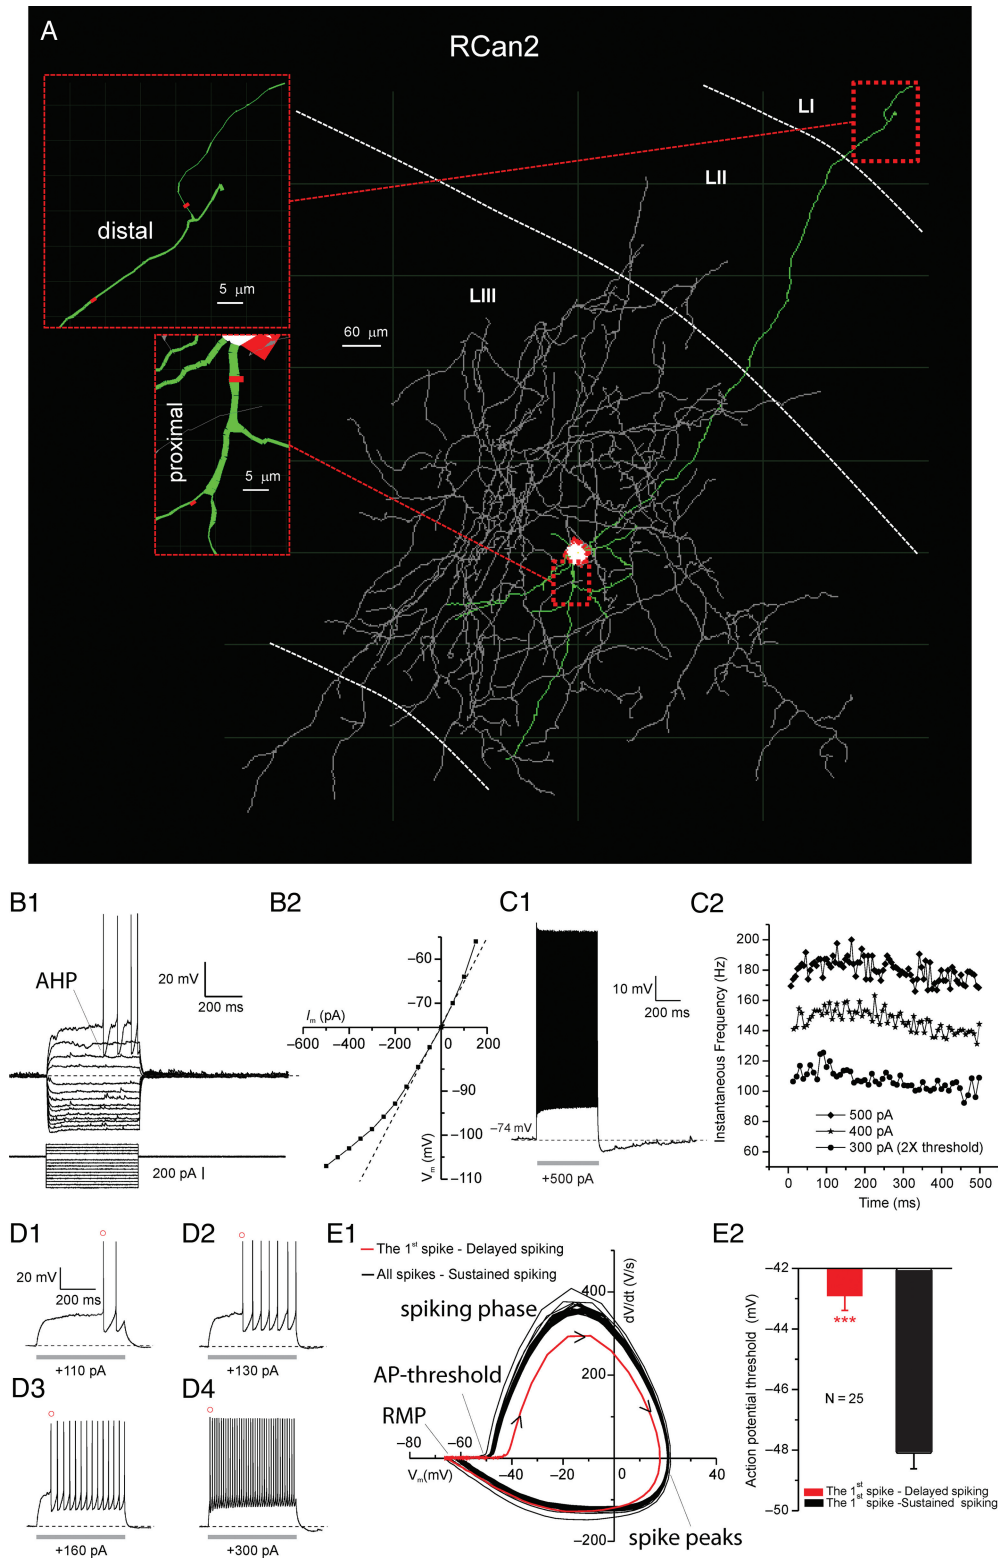 A
RCan2
LI
LII
LIII
distal
5 μm
60 μm
proximal
5 μm
B1
AHP
20 mV
200 ms
200 pA
B2
Im (pA)
−600 −400 −200 0 200
−60
−70
−90
−100
−110
Vm (mV)
C1
10 mV
200 ms
−74 mV
+500 pA
C2
Instantaneous Frequency (Hz)
200
180
160
140
120
100
80
60
500 pA
400 pA
300 pA (2X threshold)
0 100 200 300 400 500
Time (ms)
D1
20 mV
200 ms
+110 pA
D2
+130 pA
D3
+160 pA
D4
+300 pA
E1
The 1st spike - Delayed spiking
All spikes - Sustained spiking
spiking phase
AP-threshold
RMP
dV/dt (V/s)
400
200
−200
−80 −60 −40 −20 0 20 40
Vm(mV)
spike peaks
E2
Action potential threshold (mV)
−42
−44
−46
−48
−50
***
N = 25
The 1st spike - Delayed spiking
The 1st spike -Sustained spiking